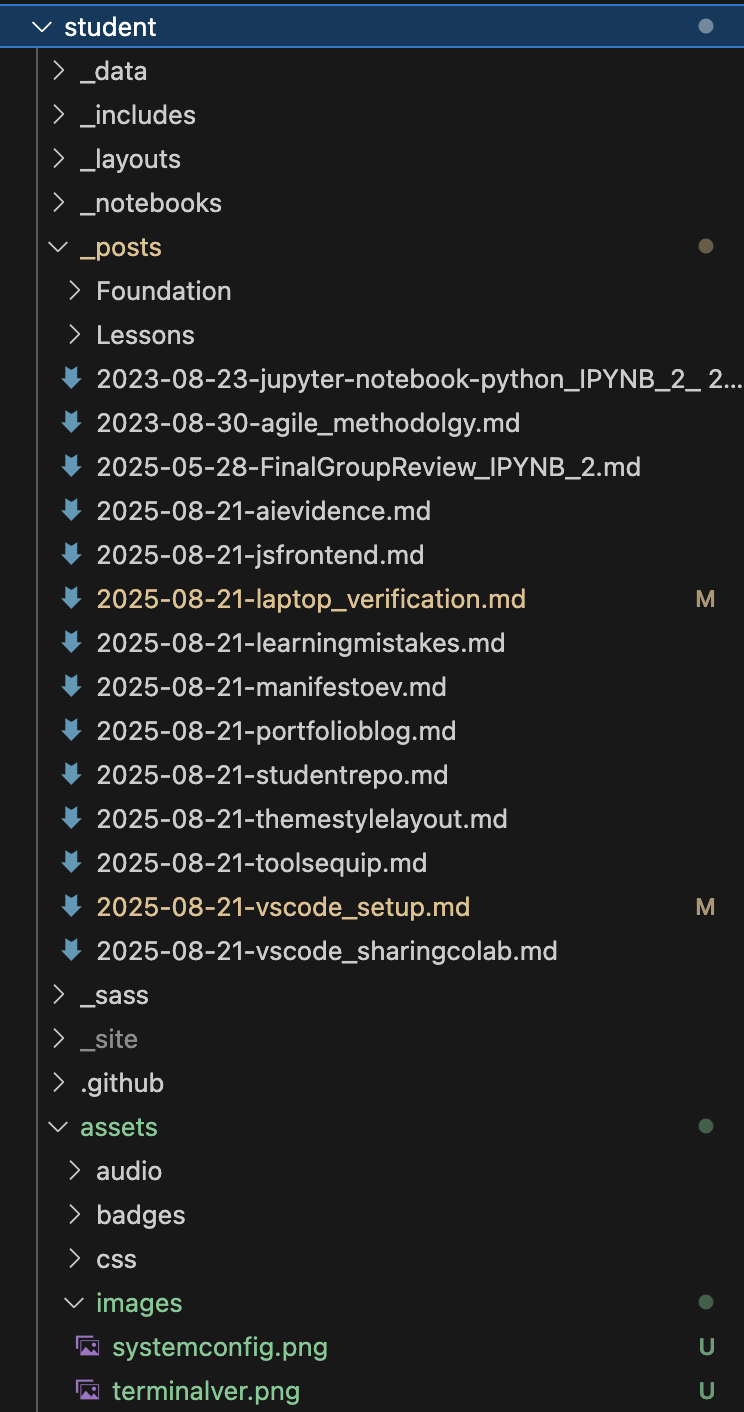 student
_data
_includes
_layouts
_notebooks
_posts
Foundation
Lessons
2023-08-23-jupyter-notebook-python_IPYNB_2_ 2...
2023-08-30-agile_methodolgy.md
2025-05-28-FinalGroupReview_IPYNB_2.md
2025-08-21-aievidence.md
2025-08-21-jsfrontend.md
2025-08-21-laptop_verification.md M
2025-08-21-learningmistakes.md
2025-08-21-manifestoev.md
2025-08-21-portfolioblog.md
2025-08-21-studentrepo.md
2025-08-21-themestylelayout.md
2025-08-21-toolsequip.md
2025-08-21-vscode_setup.md M
2025-08-21-vscode_sharingcolab.md
_sass
_site
.github
assets
audio
badges
css
images
systemconfig.png U
terminalver.png U